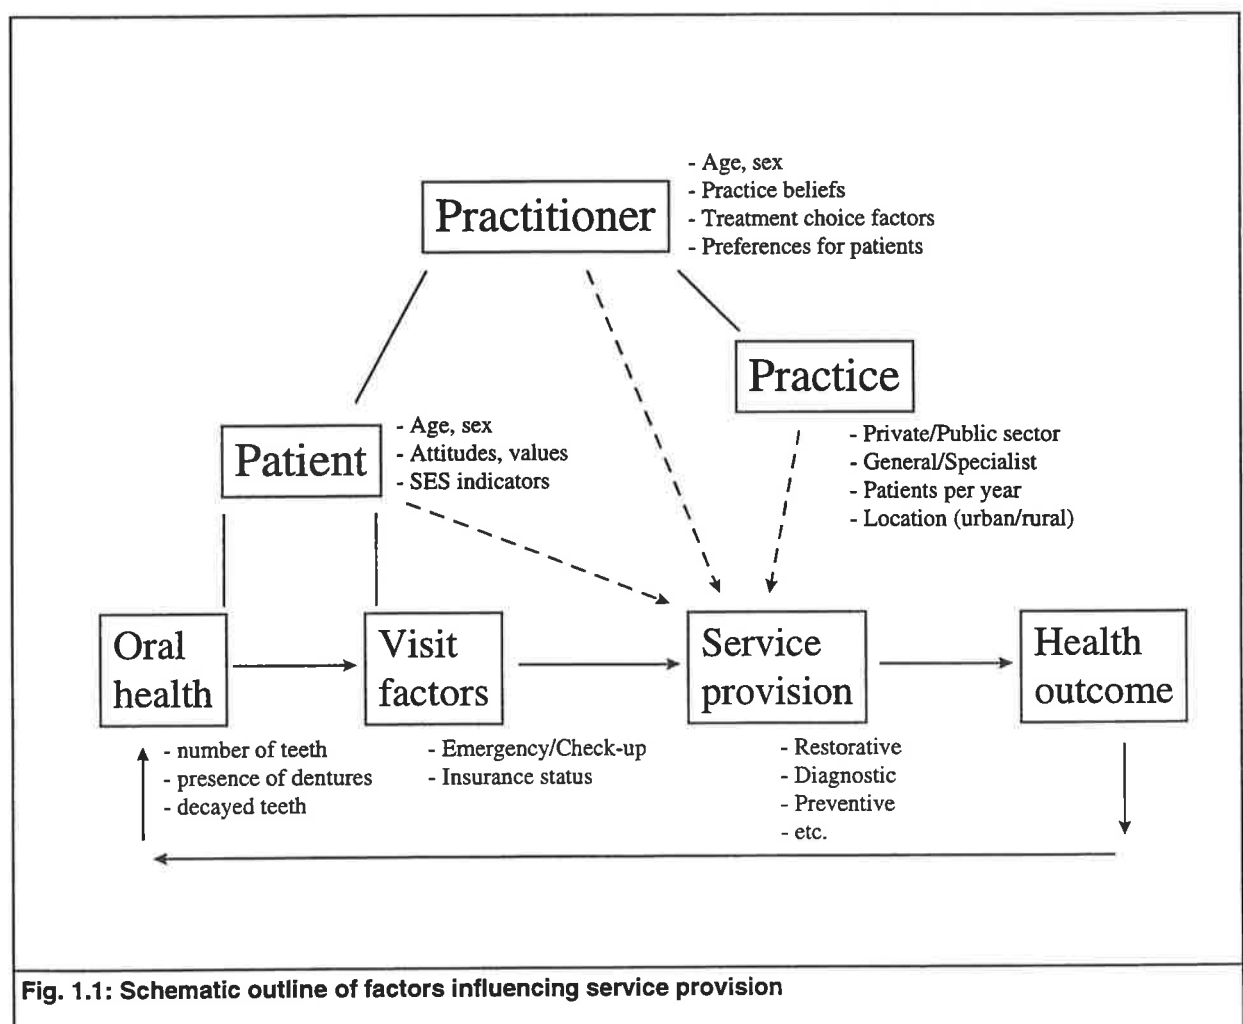 Practitioner
- Age, sex
- Practice beliefs
- Treatment choice factors
- Preferences for patients
Practice
- Private/Public sector
- General/Specialist
- Patients per year
- Location (urban/rural)
Patient
- Age, sex
- Attitudes, values
- SES indicators
Oral
health
- number of teeth
- presence of dentures
- decayed teeth
Visit
factors
- Emergency/Check-up
- Insurance status
Service
provision
- Restorative
- Diagnostic
- Preventive
- etc.
Health
outcome
Fig. 1.1: Schematic outline of factors influencing service provision